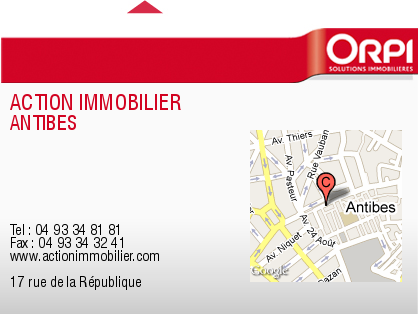 ORPI
SOLUTIONS IMMOBILIÈRES
ACTION IMMOBILIER
ANTIBES
Tel : 04 93 34 81 81
Fax : 04 93 34 32 41
www.actionimmobilier.com
17 rue de la République
Av. Thiers
Rue Vauban
Av. Pasteur
C
Antibes
Av. 24 Août
Av. Niquet
Bazan
Google